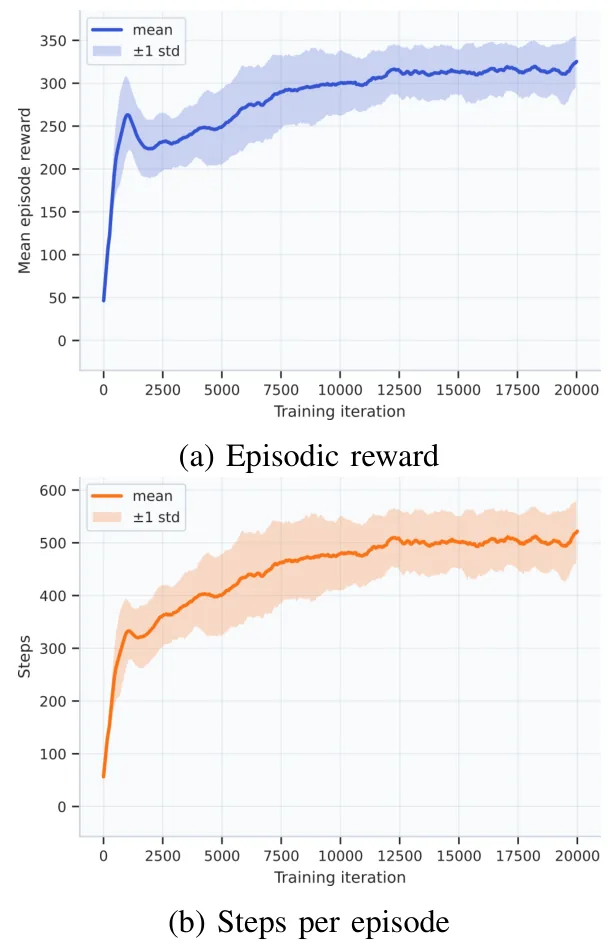 mean
±1 std
350
300
250
200
150
100
50
0
Mean episode reward
0 2500 5000 7500 10000 12500 15000 17500 20000
Training iteration
(a) Episodic reward
mean
±1 std
600
500
400
300
200
100
0
Steps
0 2500 5000 7500 10000 12500 15000 17500 20000
Training iteration
(b) Steps per episode